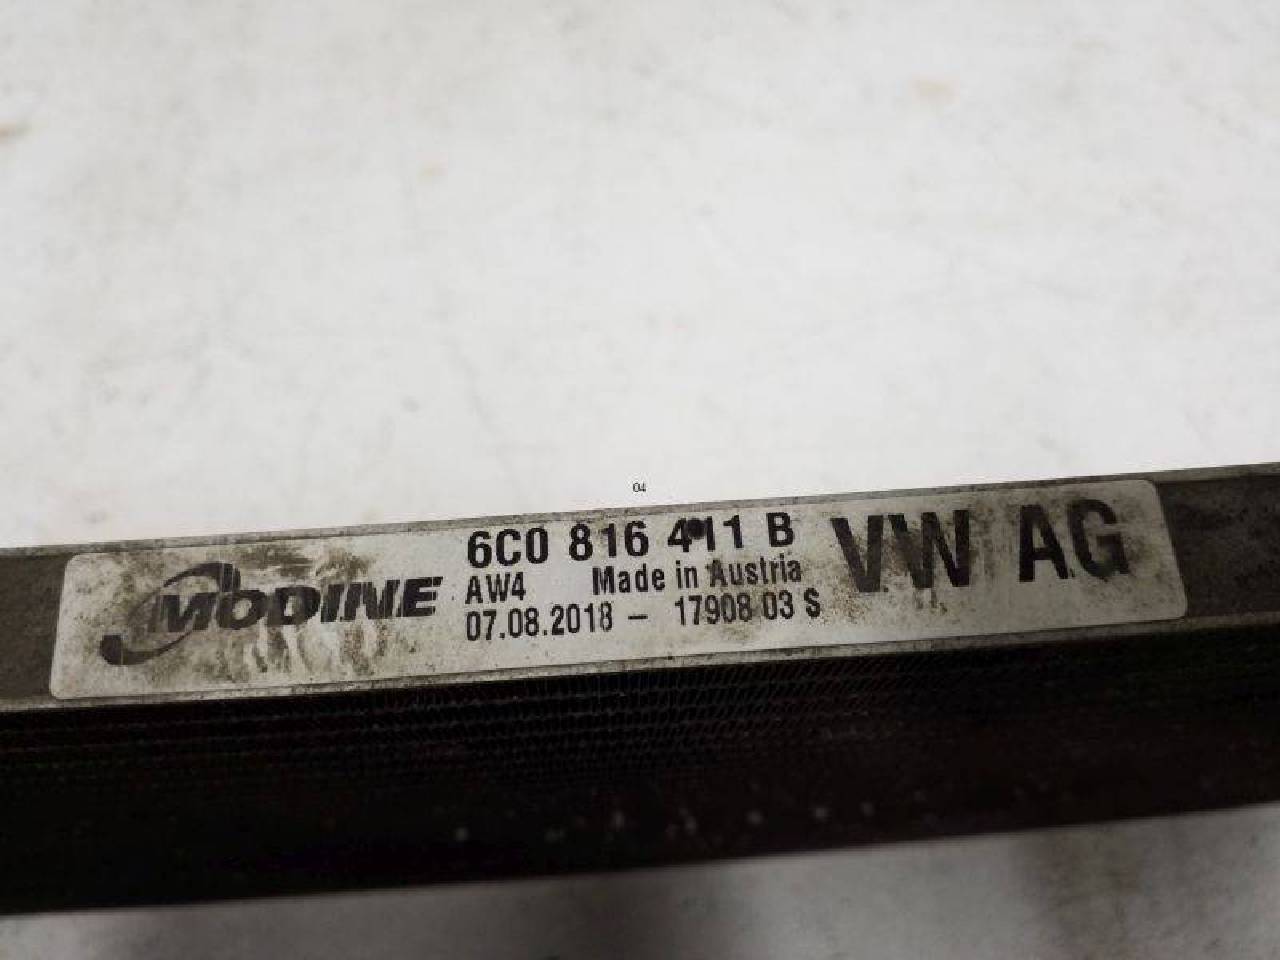 04
MODINE
6C0 816 411 B
AW4 Made in Austria
07.08.2018 - 17908 03 S
VW AG